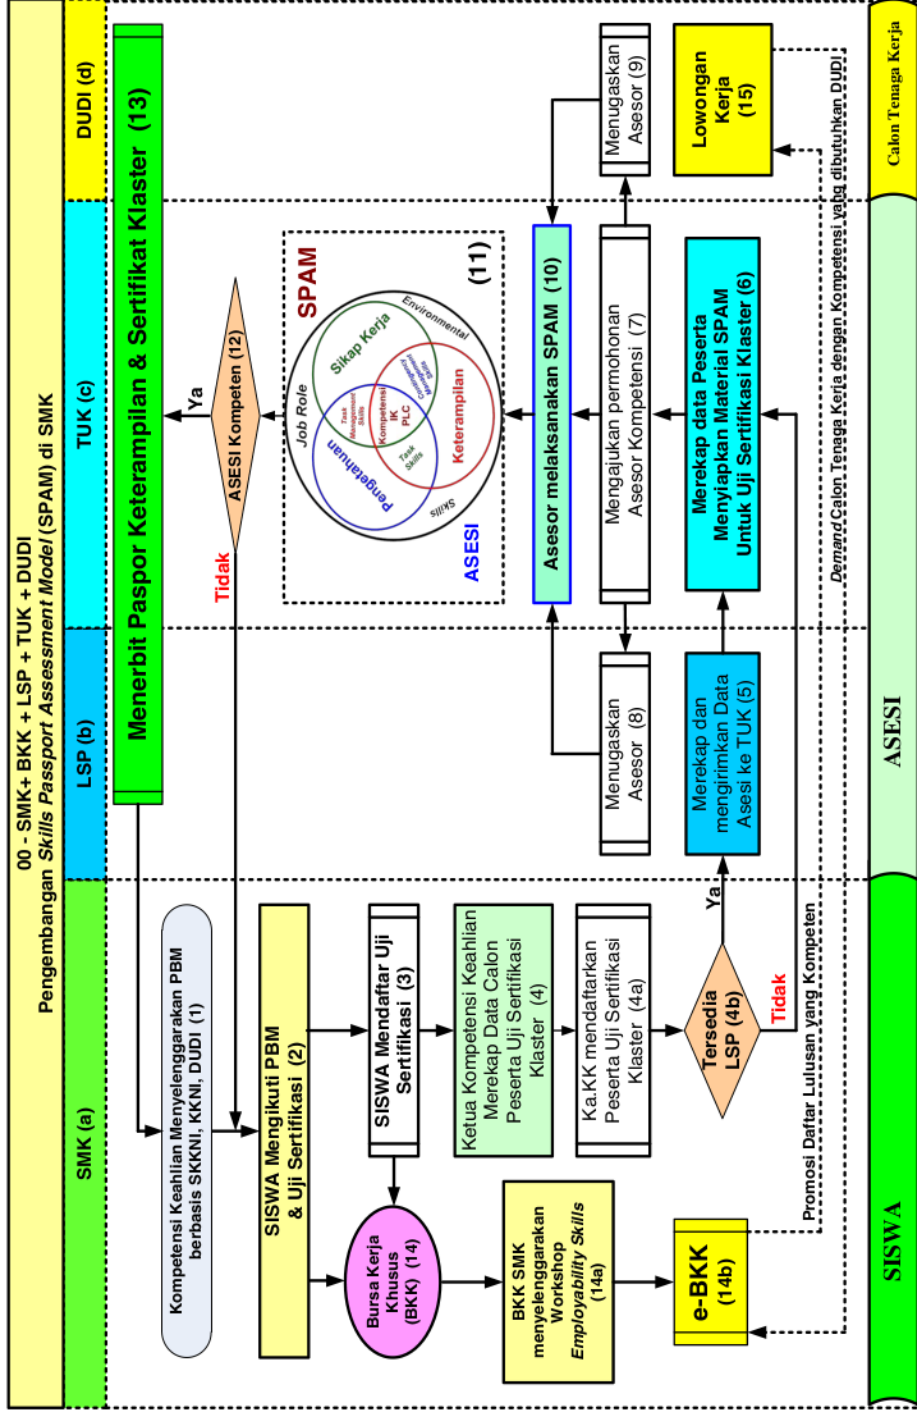 00 - SMK+ BKK + LSP + TUK + DUDI
Pengembangan Skills Passport Assessment Model (SPAM) di SMK
SMK (a)
LSP (b)
TUK (c)
DUDI (d)
Menerbit Paspor Keterampilan & Sertifikat Klaster (13)
Kompetensi Keahlian Menyelenggarakan PBM
berbasis SKKNI, KKNI, DUDI (1)
Tidak
ASESI Kompeten (12)
Ya
SISWA Mengikuti PBM
& Uji Sertifikasi (2)
ASESI
SPAM
(11)
Job Role
Environmental
Skills
Pengetahuan
Sikap Kerja
Keterampilan
Task
Management
Skills
Kompetensi
IK
PLC
Task
Skills
Contingency
Management
Skills
Bursa Kerja
Khusus
(BKK) (14)
SISWA Mendaftar Uji
Sertifikasi (3)
Ketua Kompetensi Keahlian
Merekap Data Calon
Peserta Uji Sertifikasi
Klaster (4)
BKK SMK
menyelenggarakan
Workshop
Employability Skills
(14a)
Asesor melaksanakan SPAM (10)
Ka.KK mendaftarkan
Peserta Uji Sertifikasi
Klaster (4a)
Menugaskan
Asesor (8)
Mengajukan permohonan
Asesor Kompetensi (7)
Menugaskan
Asesor (9)
e-BKK
(14b)
Tersedia
LSP (4b)
Ya
Tidak
Merekap dan
mengirimkan Data
Asesi ke TUK (5)
Merekap data Peserta
Menyiapkan Material SPAM
Untuk Uji Sertifikasi Klaster (6)
Lowongan
Kerja
(15)
Promosi Daftar Lulusan yang Kompeten
Demand Calon Tenaga Kerja dengan Kompetensi yang dibutuhkan DUDI
SISWA
ASESI
Calon Tenaga Kerja